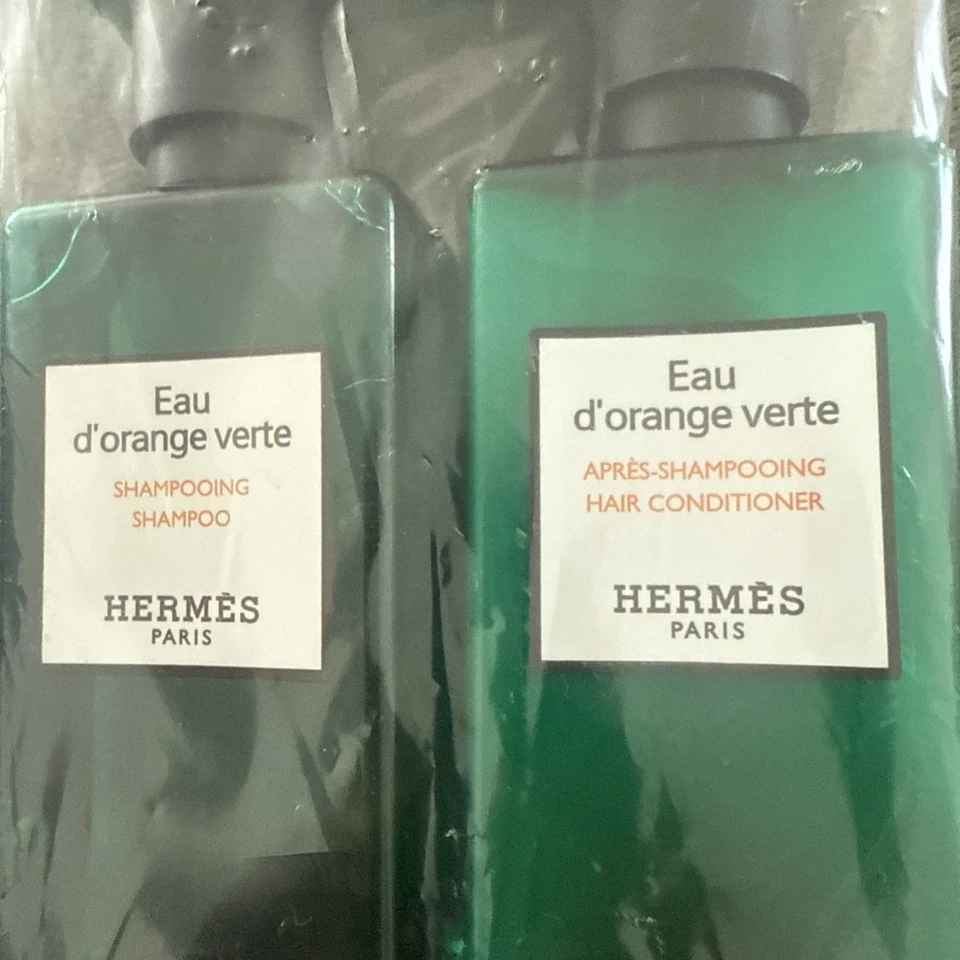 Eau
d'orange verte
SHAMPOOING
SHAMPOO
HERMÈS
PARIS
Eau
d'orange verte
APRÈS-SHAMPOOING
HAIR CONDITIONER
HERMÈS
PARIS